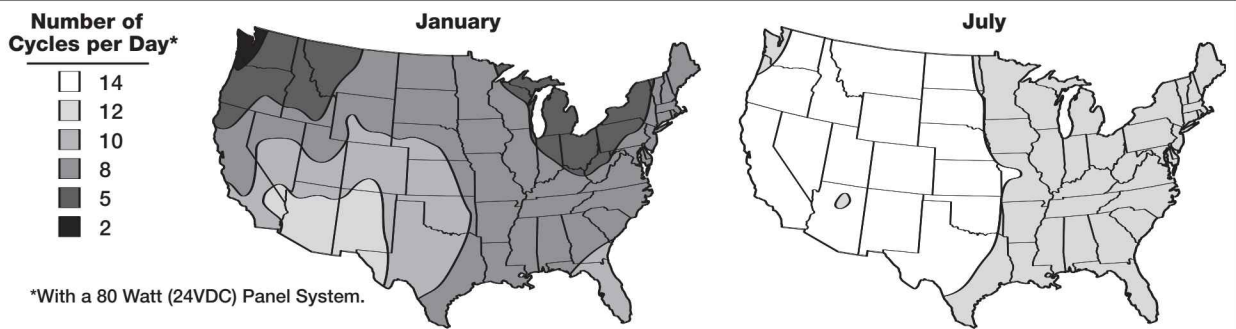 Number of
Cycles per Day*
14
12
10
8
5
2
January
July
*With a 80 Watt (24VDC) Panel System.